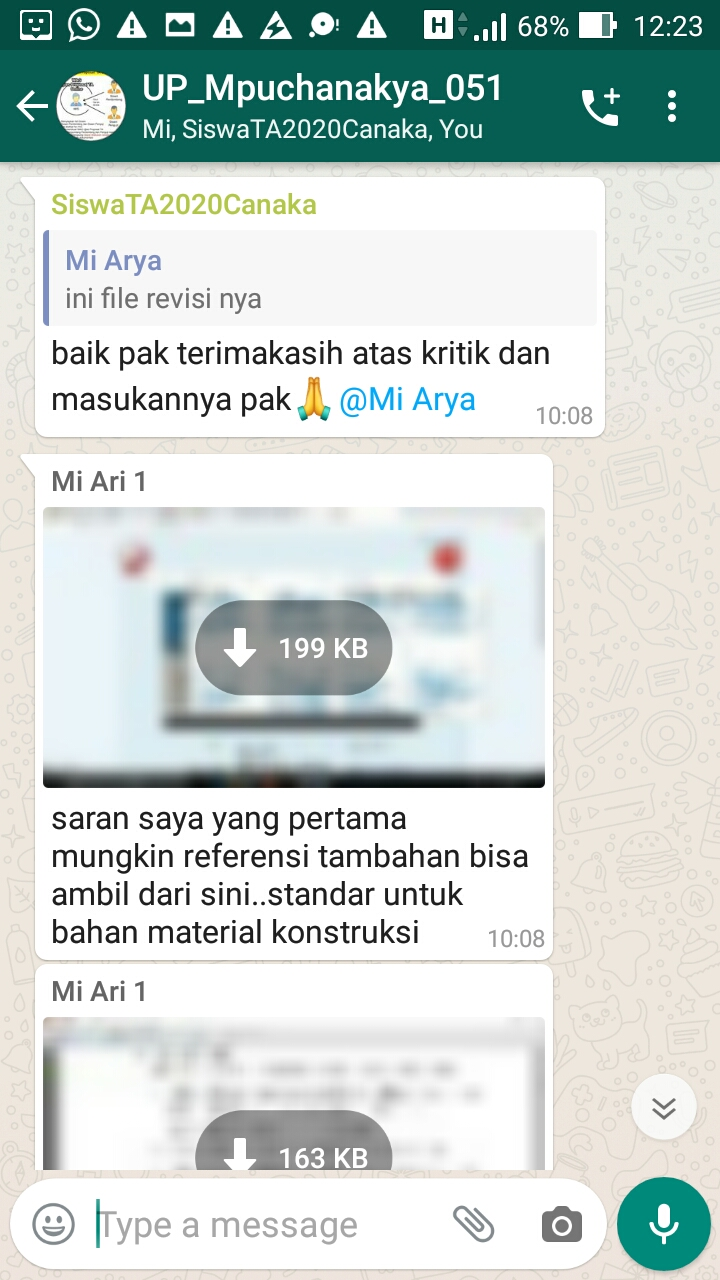 H 68% 12:23
UP_Mpuchanakya_051
Mi, SiswaTA2020Canaka, You
SiswaTA2020Canaka
Mi Arya
ini file revisi nya
baik pak terimakasih atas kritik dan
masukannya pak🙏 @Mi Arya
10:08
Mi Ari 1
199 KB
saran saya yang pertama
mungkin referensi tambahan bisa
ambil dari sini..standar untuk
bahan material konstruksi
10:08
Mi Ari 1
163 KB
Type a message